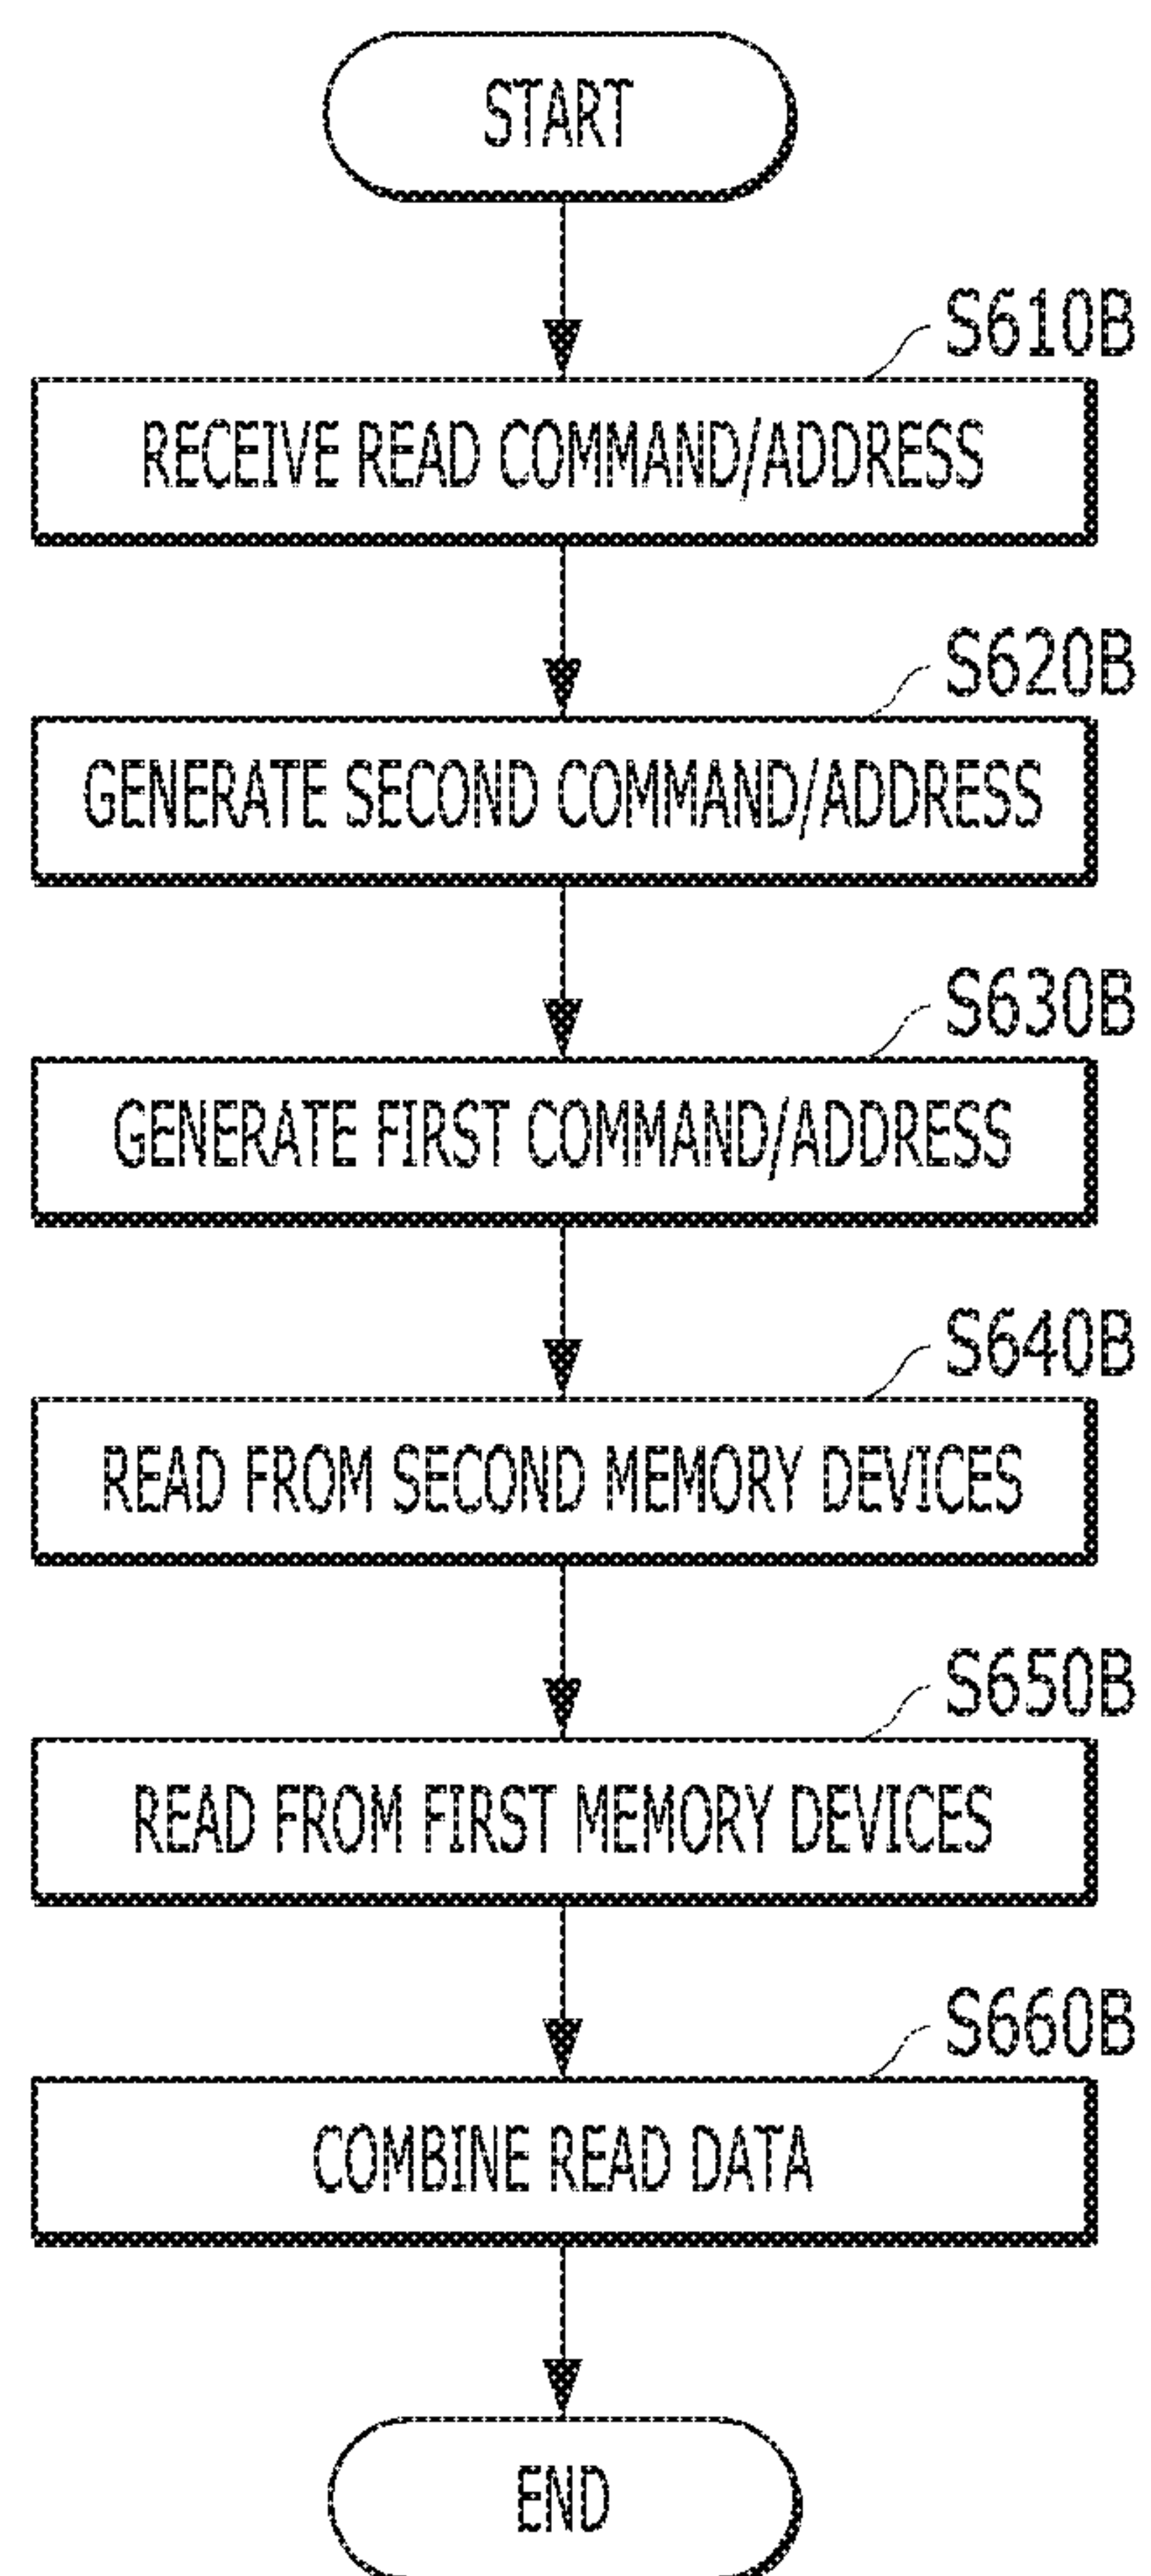 START
S610B
RECEIVE READ COMMAND/ADDRESS
S620B
GENERATE SECOND COMMAND/ADDRESS
S630B
GENERATE FIRST COMMAND/ADDRESS
S640B
READ FROM SECOND MEMORY DEVICES
S650B
READ FROM FIRST MEMORY DEVICES
S660B
COMBINE READ DATA
END